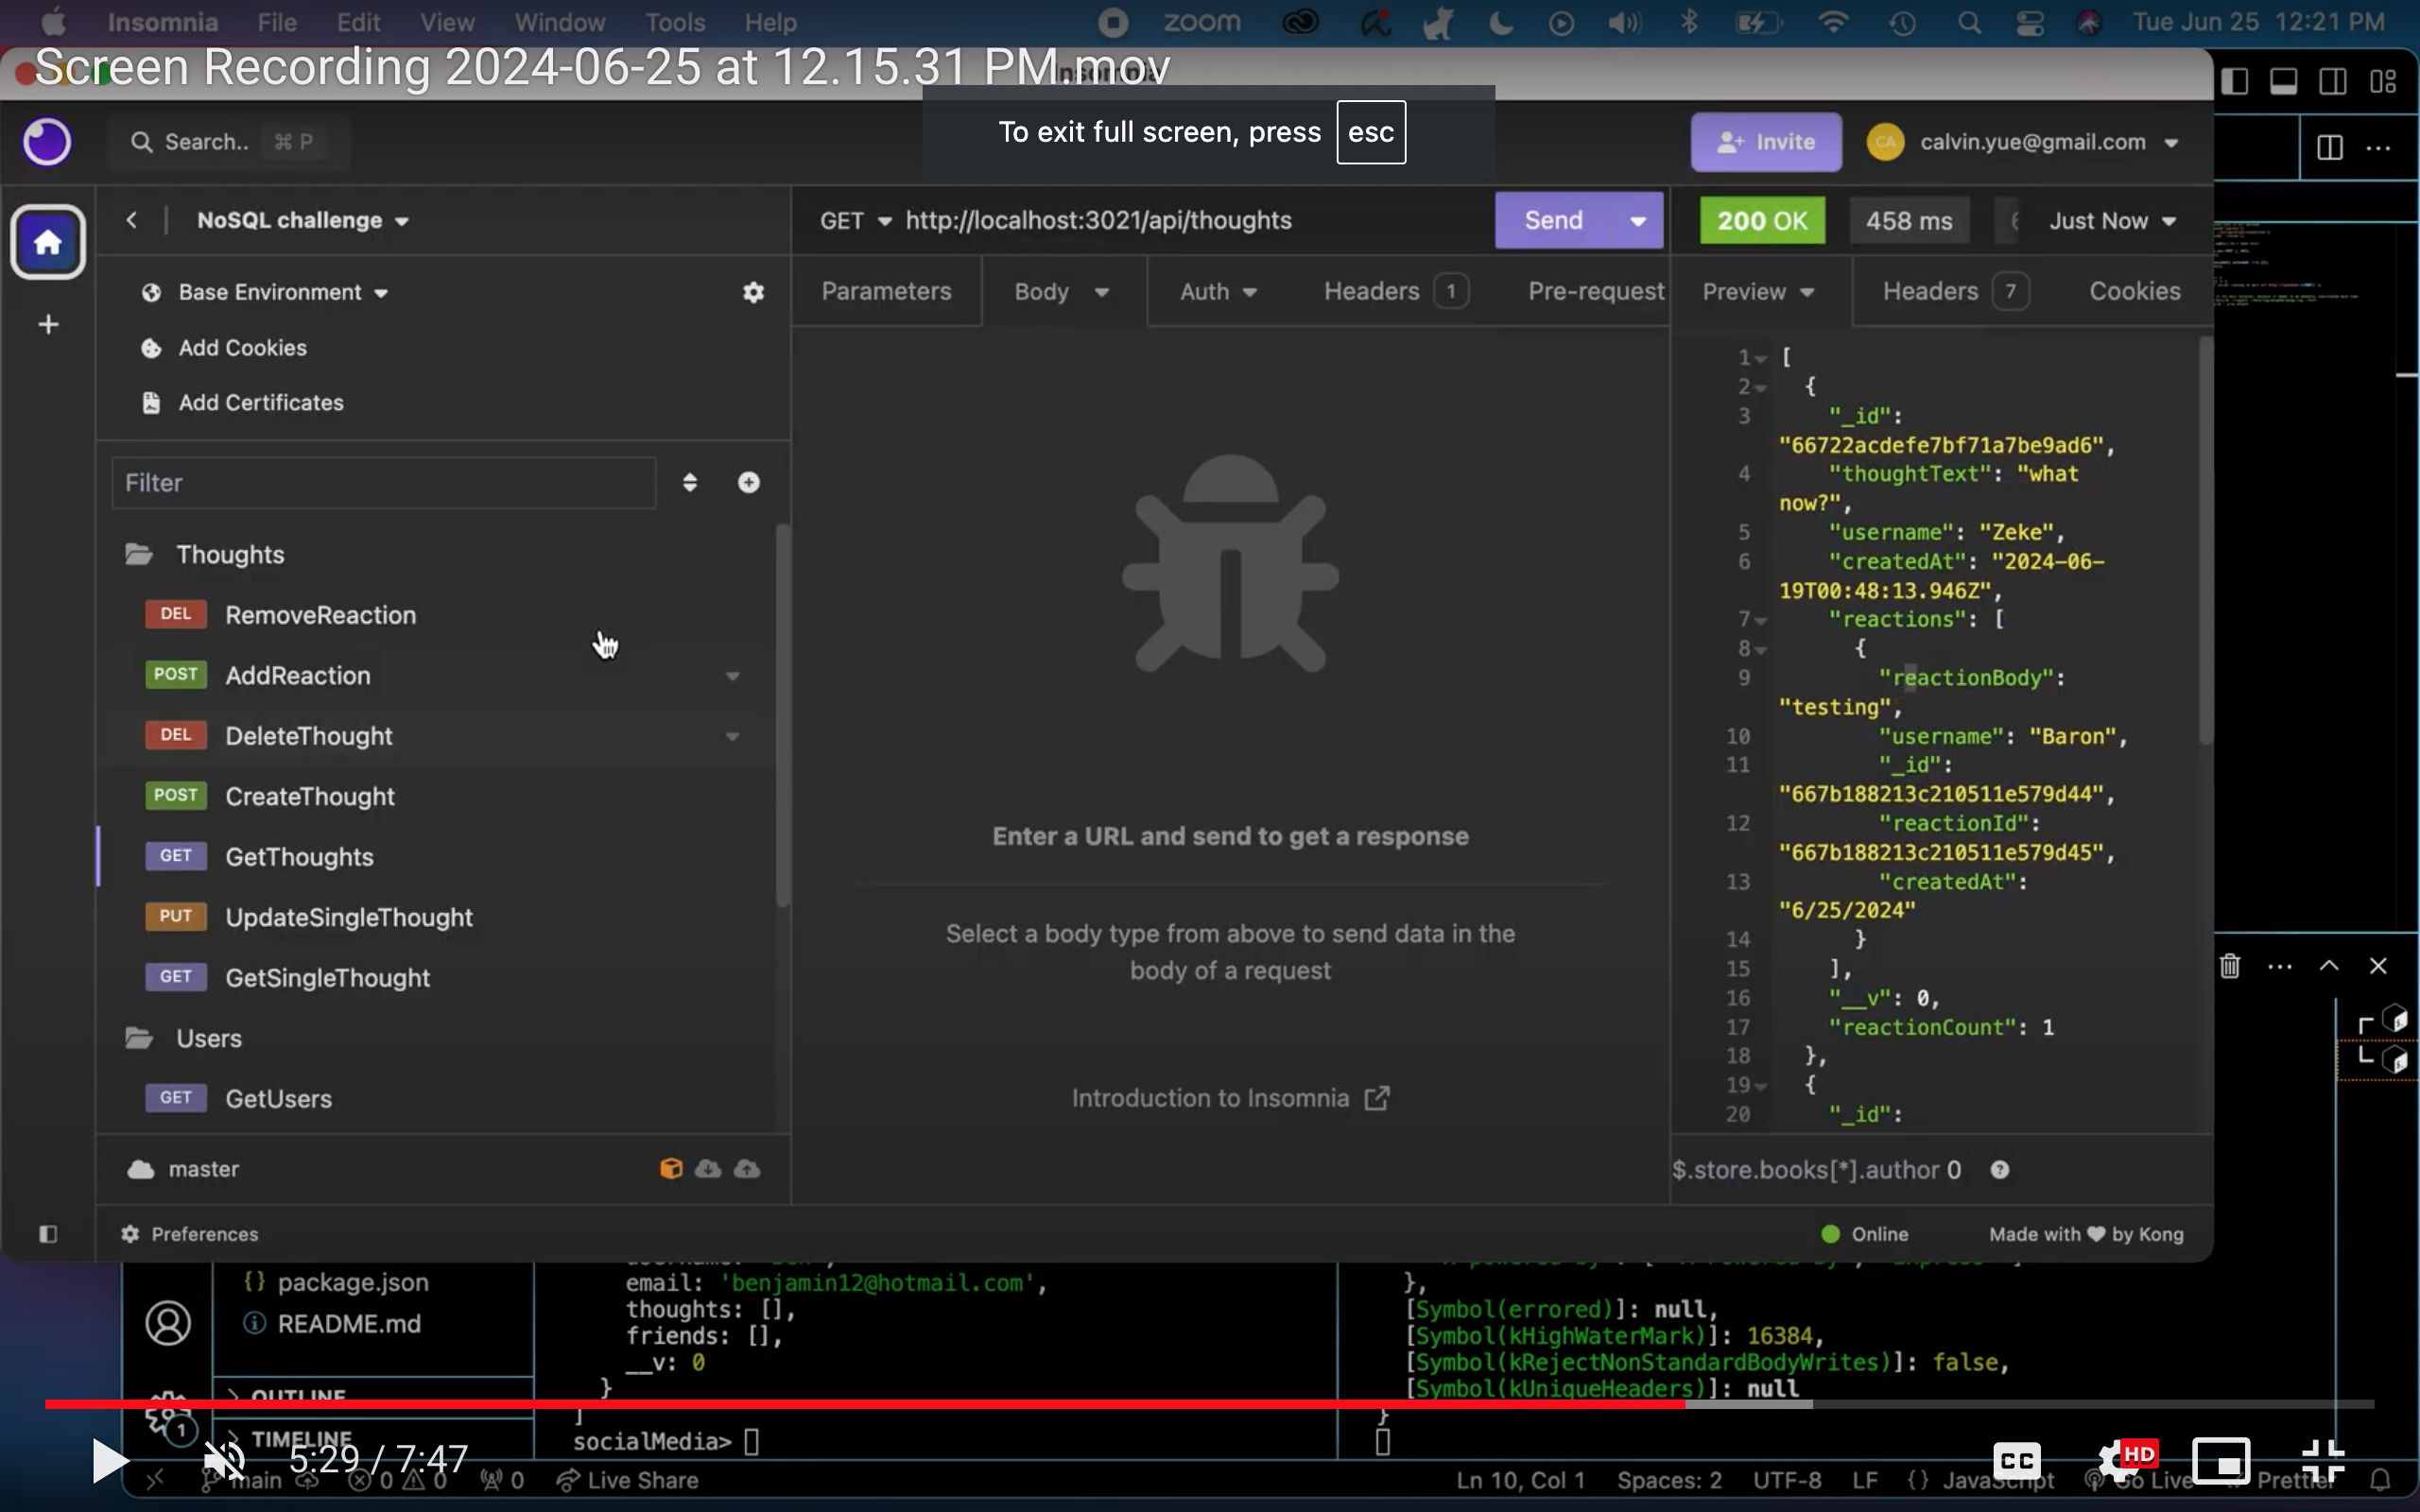 Insomnia File Edit View Window Tools Help zoom Tue Jun 25 12:21 PM
Screen Recording 2024-06-25 at 12.15.31 PM.mov
To exit full screen, press esc
Search.. ⌘ P
Invite
CA
calvin.yue@gmail.com
NoSQL challenge
GET http://localhost:3021/api/thoughts
Send
200 OK
458 ms
Just Now
Base Environment
Add Cookies
Add Certificates
Parameters
Body
Auth
Headers 1
Pre-request
Preview
Headers 7
Cookies
Filter
Thoughts
DEL RemoveReaction
POST AddReaction
DEL DeleteThought
POST CreateThought
GET GetThoughts
PUT UpdateSingleThought
GET GetSingleThought
Users
GET GetUsers
master
Preferences
Enter a URL and send to get a response
Select a body type from above to send data in the
body of a request
Introduction to Insomnia
1 [
2 {
3 "_id":
"66722acdefe7bf71a7be9ad6",
4 "thoughtText": "what
now?",
5 "username": "Zeke",
6 "createdAt": "2024-06-
19T00:48:13.946Z",
7 "reactions": [
8 {
9 "reactionBody":
"testing",
10 "username": "Baron",
11 "_id":
"667b188213c210511e579d44",
12 "reactionId":
"667b188213c210511e579d45",
13 "createdAt":
"6/25/2024"
14 }
15 ],
16 "__v": 0,
17 "reactionCount": 1
18 },
19 {
20 "_id":
$.store.books[*].author 0
Online
Made with ♥ by Kong
{} package.json
README.md
OUTLINE
TIMELINE
email: 'benjamin12@hotmail.com',
thoughts: [],
friends: [],
__v: 0
}
]
socialMedia>
},
[Symbol(errored)]: null,
[Symbol(kHighWaterMark)]: 16384,
[Symbol(kRejectNonStandardBodyWrites)]: false,
[Symbol(kUniqueHeaders)]: null
}
1
5:29 / 7:47
CC
HD
main 0 0 0 Live Share
Ln 10, Col 1 Spaces: 2 UTF-8 LF {} JavaScript Go Live Prettier